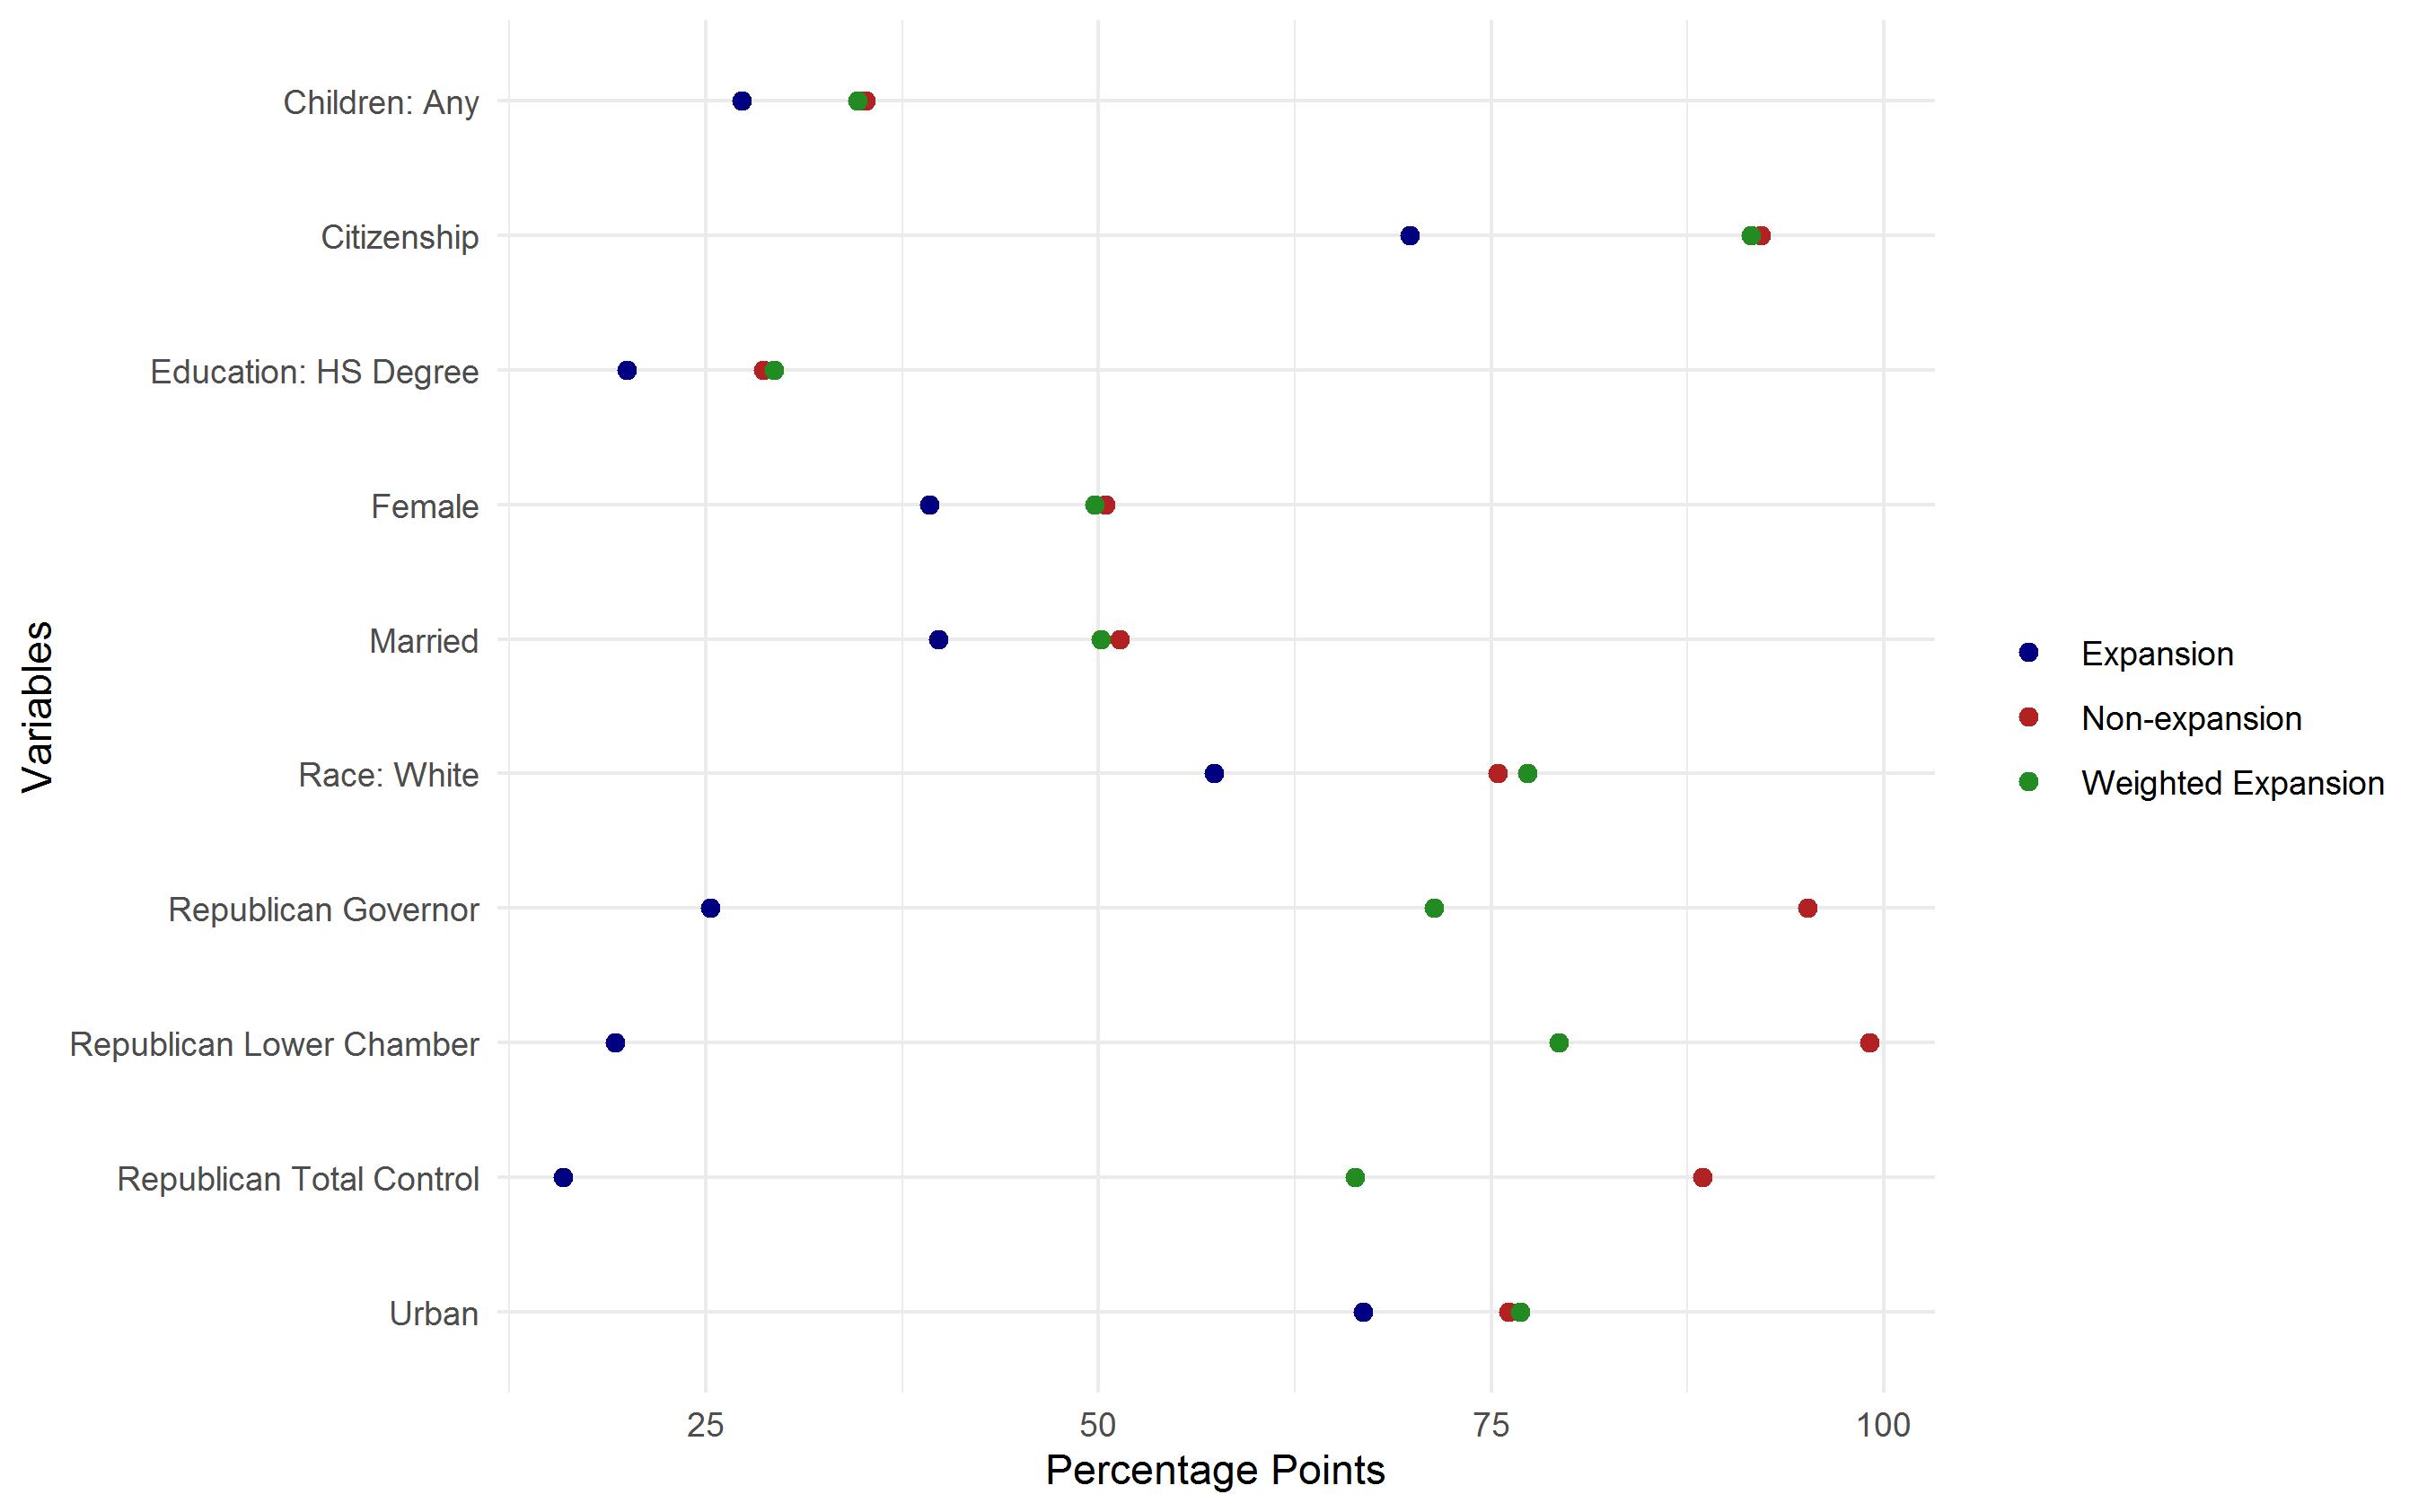 Children: Any
Citizenship
Education: HS Degree
Female
Married
Race: White
Republican Governor
Republican Lower Chamber
Republican Total Control
Urban
Variables
25 50 75 100
Percentage Points
Expansion
Non-expansion
Weighted Expansion